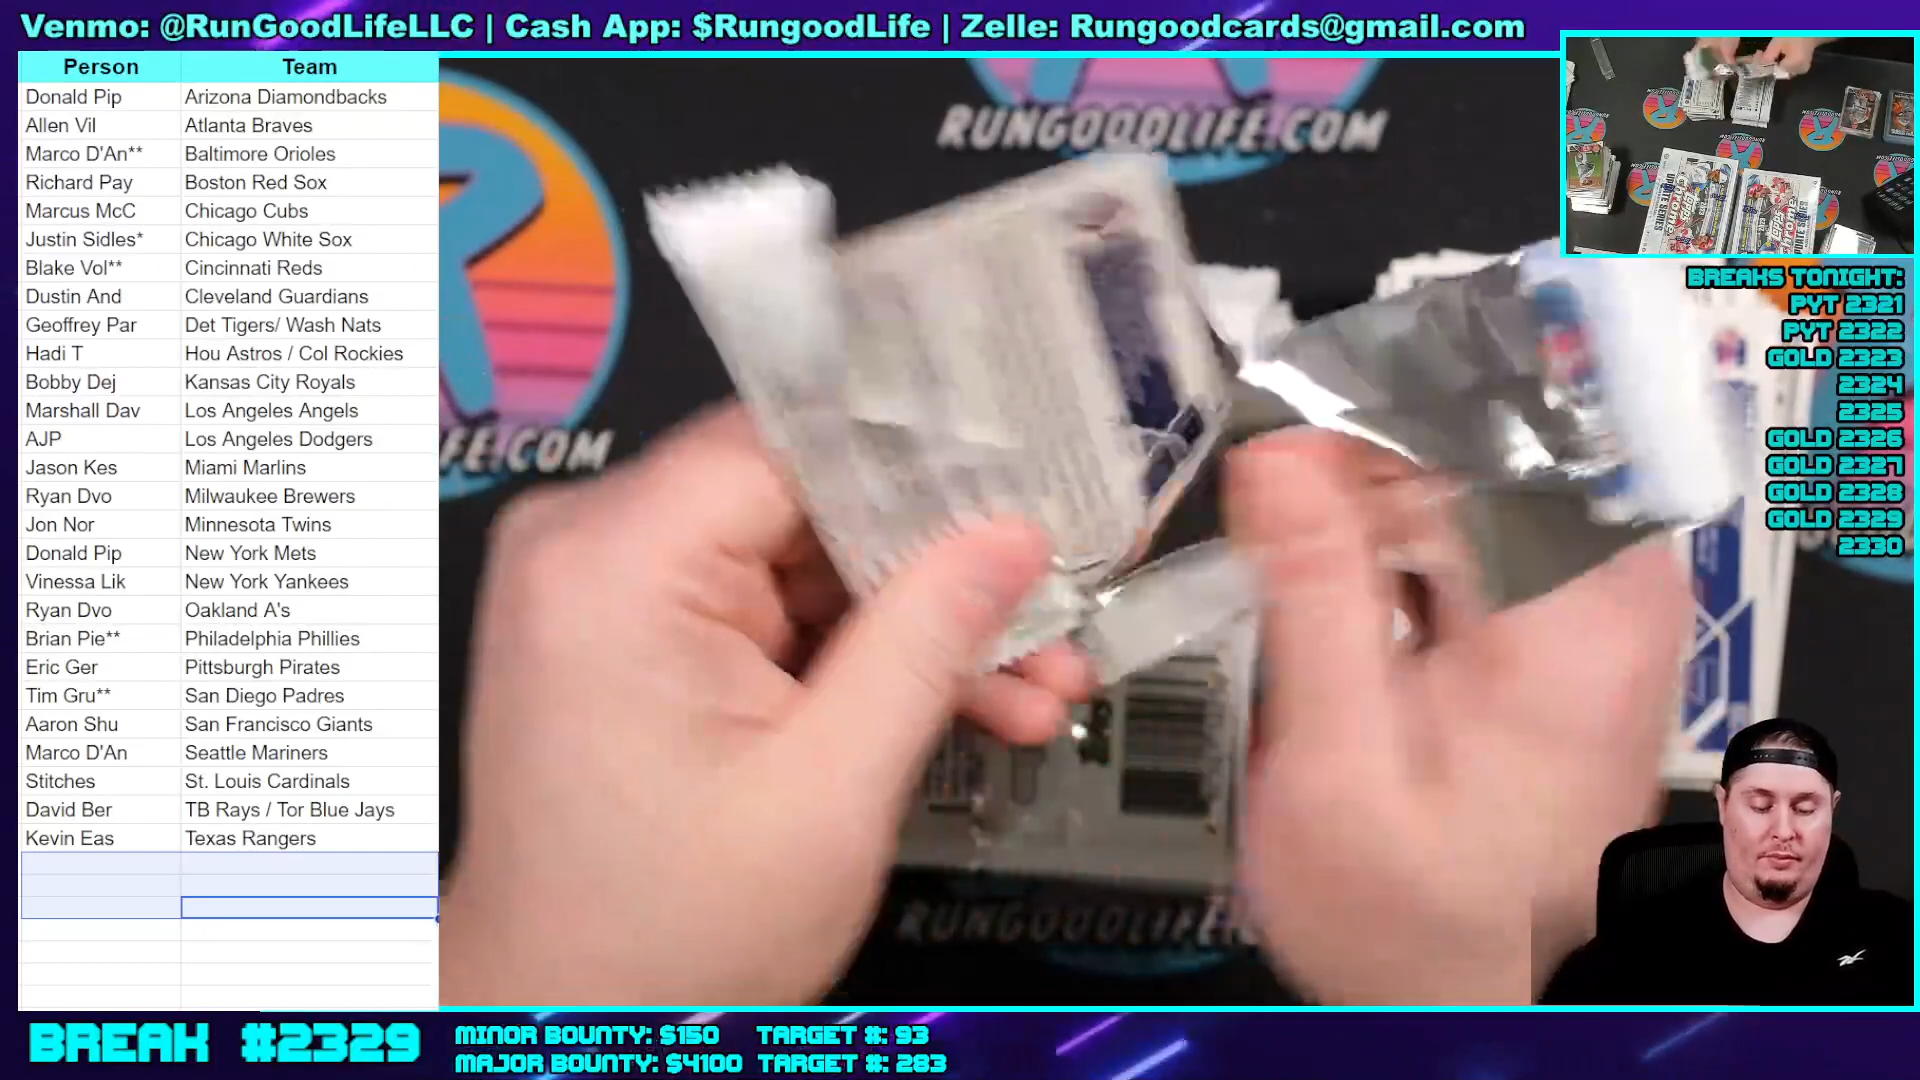 Venmo: @RunGoodLifeLLC | Cash App: $RungoodLife | Zelle: Rungoodcards@gmail.com
Person Team
Donald Pip Arizona Diamondbacks
Allen Vil Atlanta Braves
Marco D'An** Baltimore Orioles
Richard Pay Boston Red Sox
Marcus McC Chicago Cubs
Justin Sidles* Chicago White Sox
Blake Vol** Cincinnati Reds
Dustin And Cleveland Guardians
Geoffrey Par Det Tigers/ Wash Nats
Hadi T Hou Astros / Col Rockies
Bobby Dej Kansas City Royals
Marshall Dav Los Angeles Angels
AJP Los Angeles Dodgers
Jason Kes Miami Marlins
Ryan Dvo Milwaukee Brewers
Jon Nor Minnesota Twins
Donald Pip New York Mets
Vinessa Lik New York Yankees
Ryan Dvo Oakland A's
Brian Pie** Philadelphia Phillies
Eric Ger Pittsburgh Pirates
Tim Gru** San Diego Padres
Aaron Shu San Francisco Giants
Marco D'An Seattle Mariners
Stitches St. Louis Cardinals
David Ber TB Rays / Tor Blue Jays
Kevin Eas Texas Rangers
RUNGOODLIFE.COM
FE.COM
RUNGOODLIFE
BREAKS TONIGHT:
PYT 2321
PYT 2322
GOLD 2323
2324
2325
GOLD 2326
GOLD 2327
GOLD 2328
GOLD 2329
2330
BREAK #2329
MINOR BOUNTY: $150 TARGET #: 93
MAJOR BOUNTY: $4100 TARGET #: 283